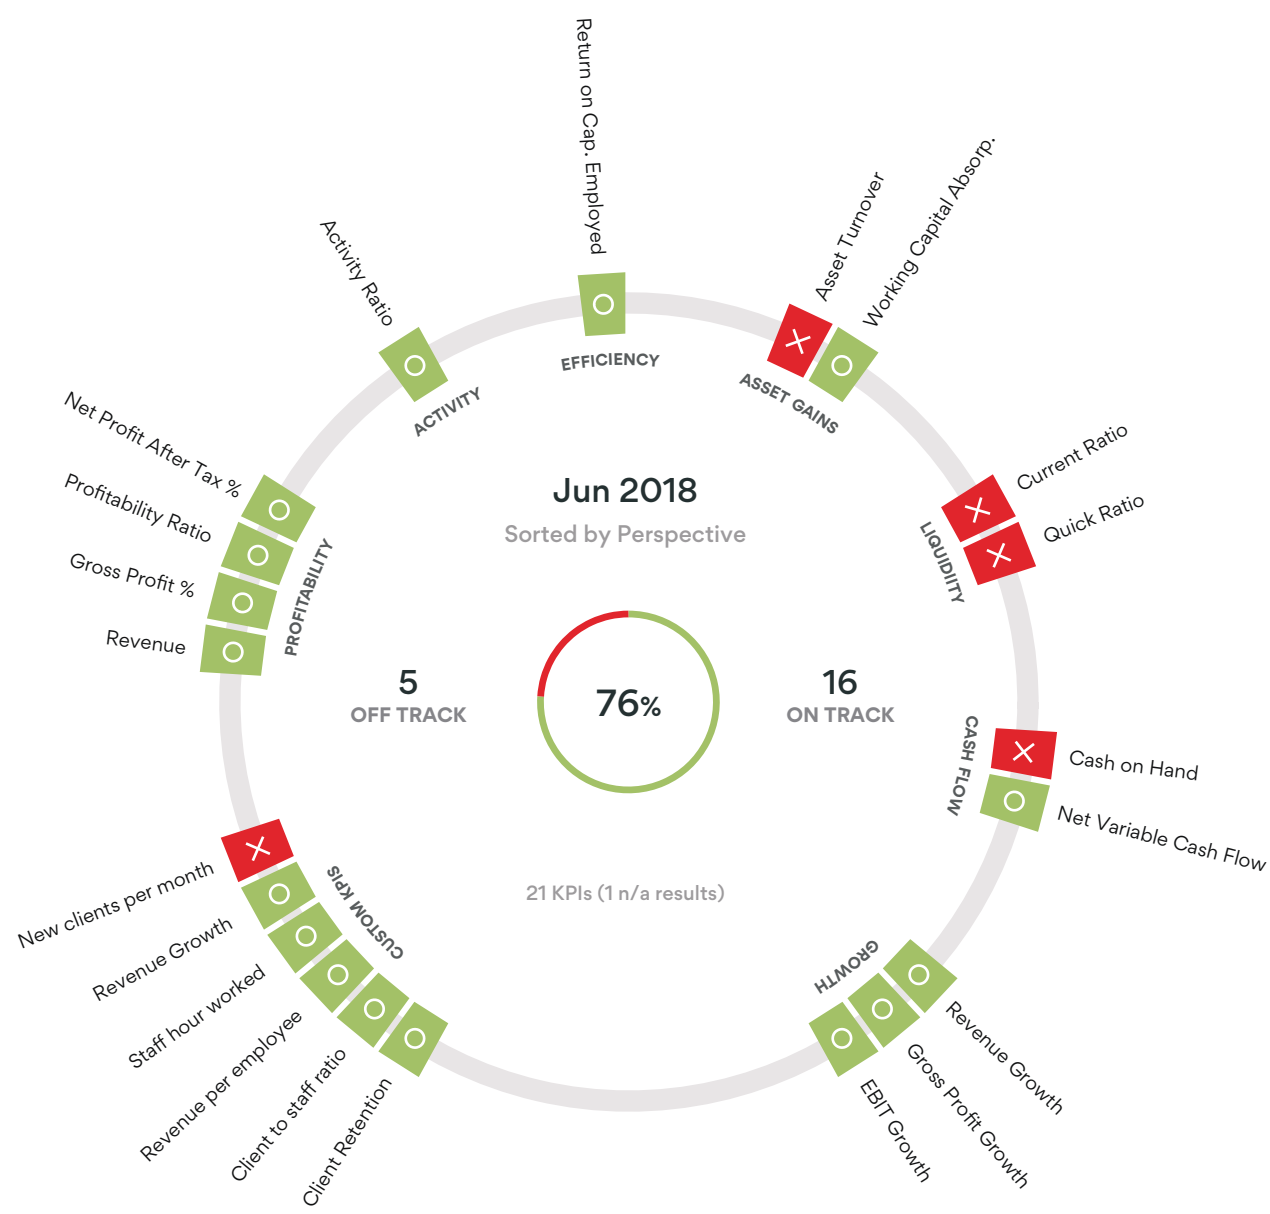 Return on Cap. Employed
Asset Turnover
Working Capital Absorp.
Activity Ratio
EFFICIENCY
ACTIVITY
ASSET GAINS
Net Profit After Tax %
Profitability Ratio
Gross Profit %
Revenue
PROFITABILITY
Current Ratio
Quick Ratio
LIQUIDIITY
Jun 2018
Sorted by Perspective
5
OFF TRACK
76%
16
ON TRACK
CASH FLOW
Cash on Hand
Net Variable Cash Flow
21 KPIs (1 n/a results)
CUSTOM KPIS
New clients per month
Revenue Growth
Staff hour worked
Revenue per employee
Client to staff ratio
Client Retention
GROWTH
Revenue Growth
Gross Profit Growth
EBIT Growth